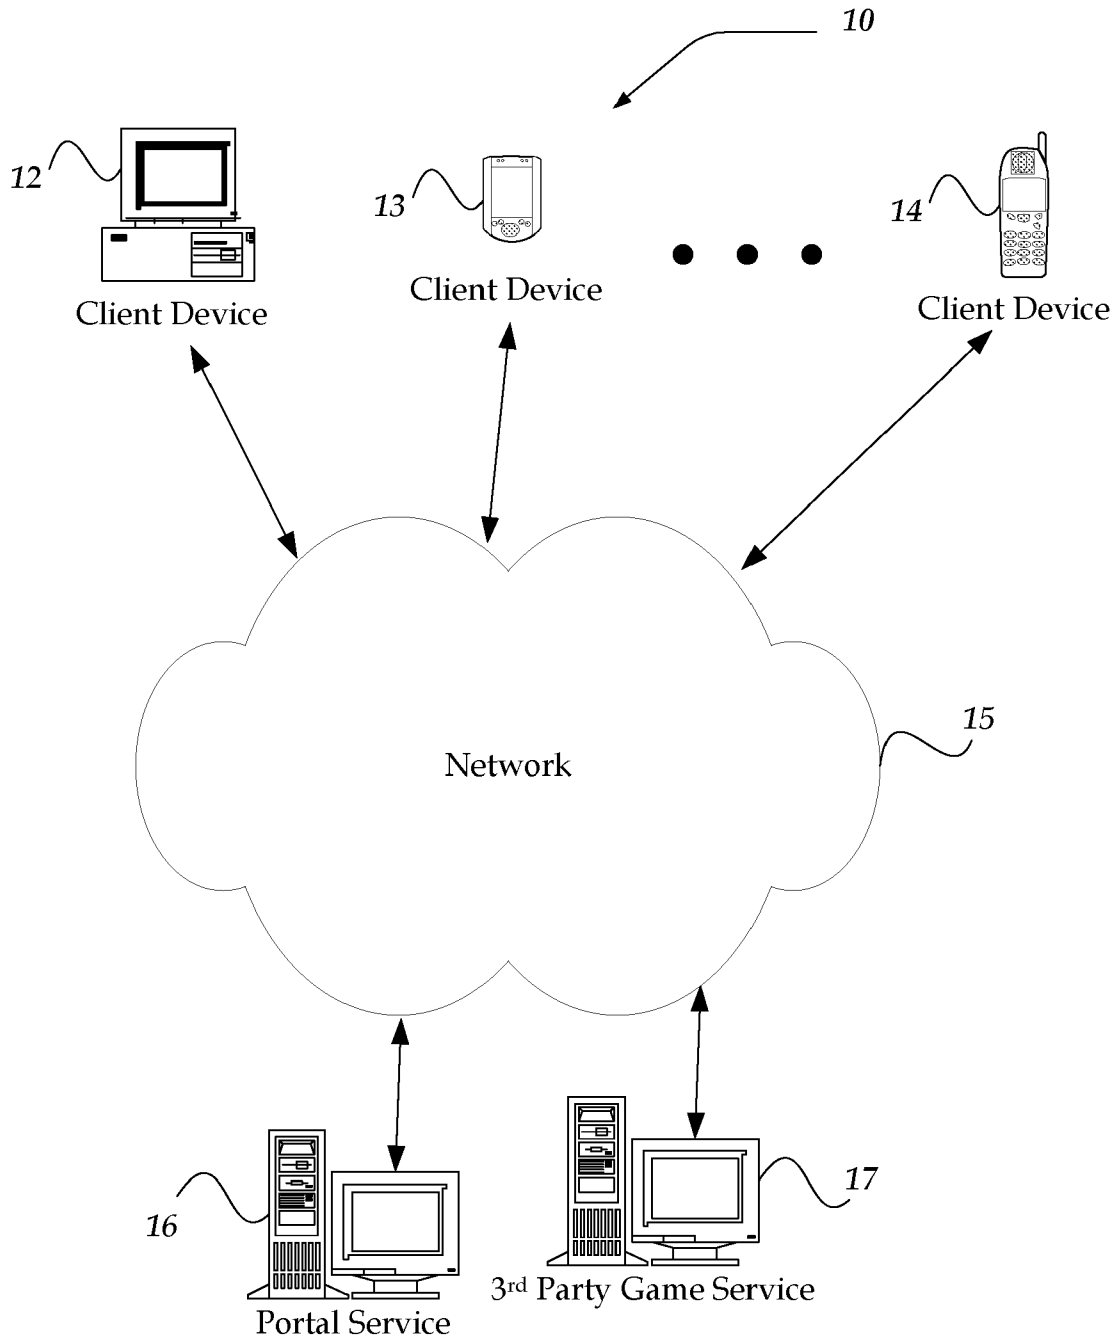 10
12
13
14
Client Device
Client Device
Client Device
15
Network
16
17
3rd Party Game Service
Portal Service